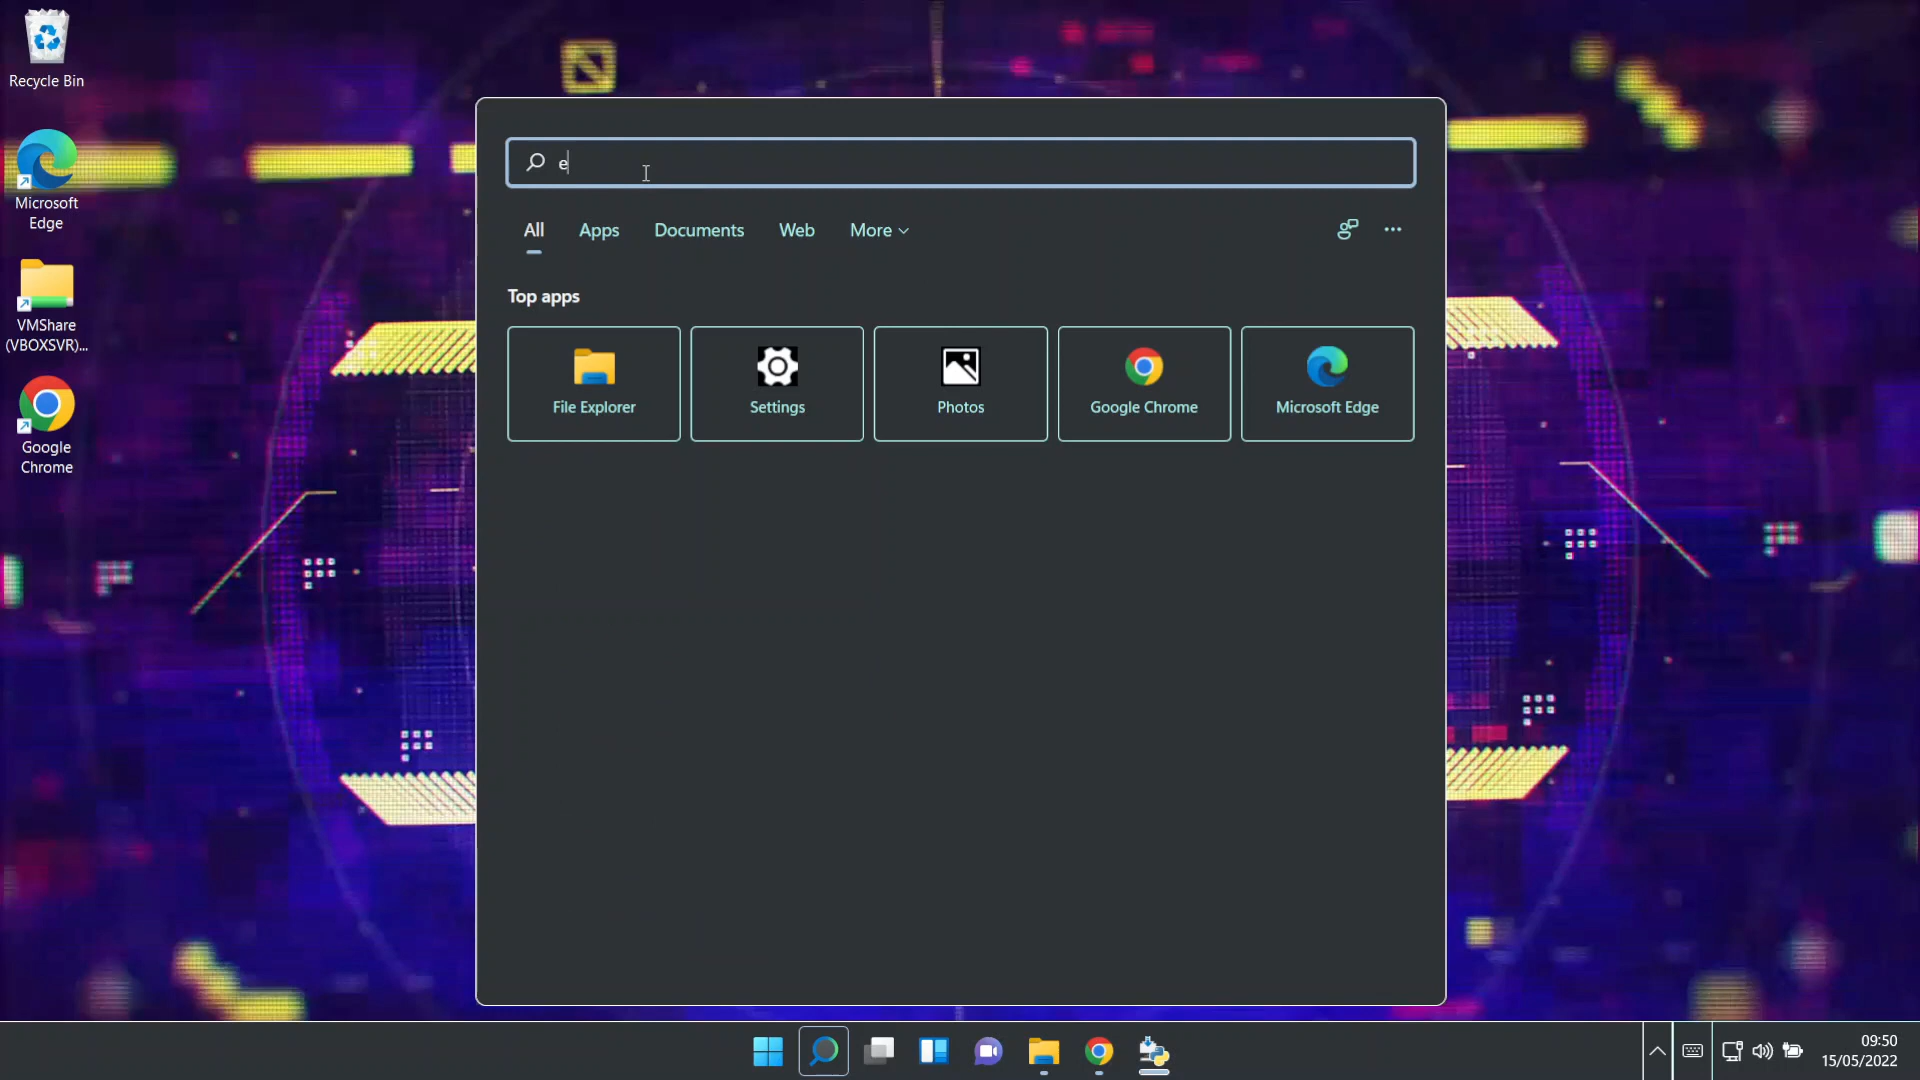 Recycle Bin
Microsoft
Edge
VMShare
(VBOXSVR)...
Google
Chrome
e
All Apps Documents Web More
Top apps
File Explorer Settings Photos Google Chrome Microsoft Edge
09:50
15/05/2022